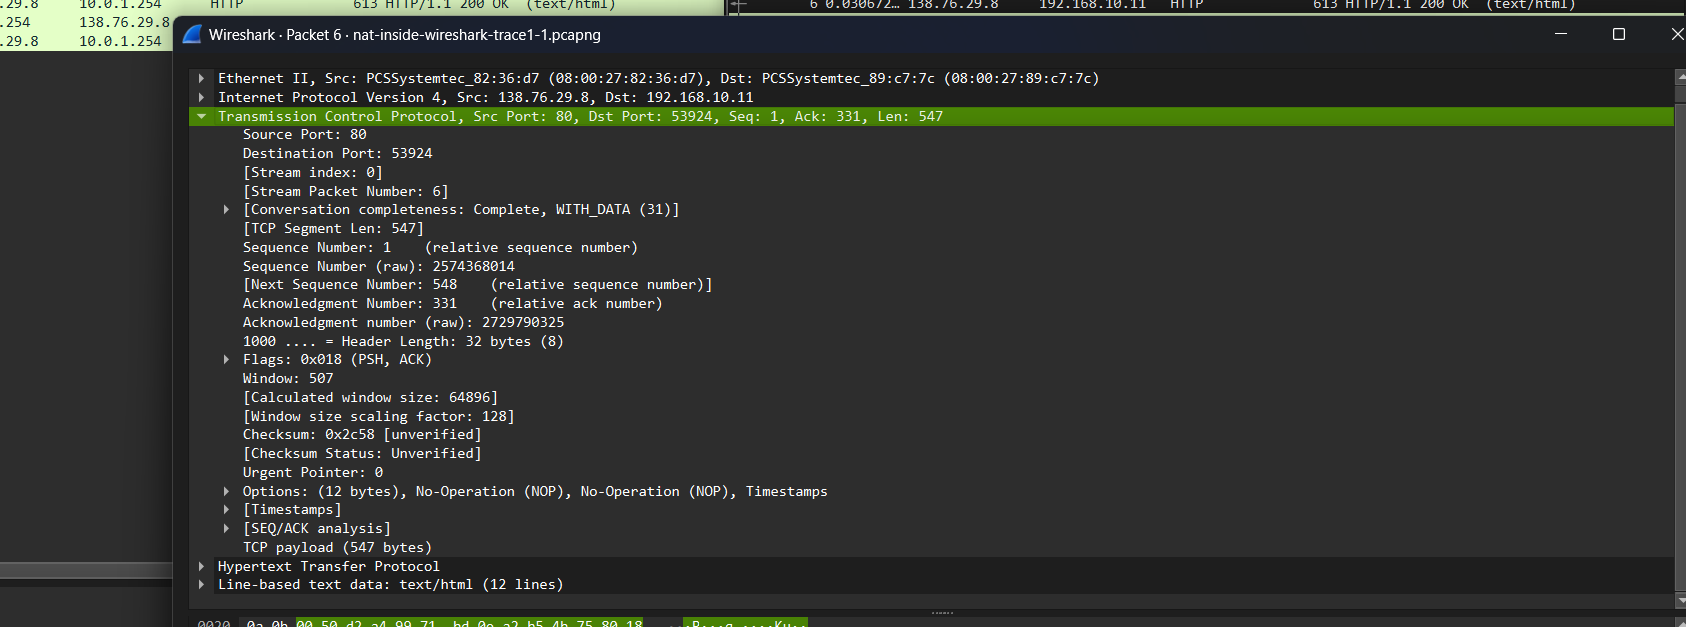 .29.8 10.0.1.254 HTTP 613 HTTP/1.1 200 OK (text/html) 6 0.030672… 138.76.29.8 192.168.10.11 HTTP 613 HTTP/1.1 200 OK (text/html)
.254 138.76.29.8
.29.8 10.0.1.254
Wireshark · Packet 6 · nat-inside-wireshark-trace1-1.pcapng
Ethernet II, Src: PCSSystemtec_82:36:d7 (08:00:27:82:36:d7), Dst: PCSSystemtec_89:c7:7c (08:00:27:89:c7:7c)
Internet Protocol Version 4, Src: 138.76.29.8, Dst: 192.168.10.11
Transmission Control Protocol, Src Port: 80, Dst Port: 53924, Seq: 1, Ack: 331, Len: 547
Source Port: 80
Destination Port: 53924
[Stream index: 0]
[Stream Packet Number: 6]
[Conversation completeness: Complete, WITH_DATA (31)]
[TCP Segment Len: 547]
Sequence Number: 1 (relative sequence number)
Sequence Number (raw): 2574368014
[Next Sequence Number: 548 (relative sequence number)]
Acknowledgment Number: 331 (relative ack number)
Acknowledgment number (raw): 2729790325
1000 .... = Header Length: 32 bytes (8)
Flags: 0x018 (PSH, ACK)
Window: 507
[Calculated window size: 64896]
[Window size scaling factor: 128]
Checksum: 0x2c58 [unverified]
[Checksum Status: Unverified]
Urgent Pointer: 0
Options: (12 bytes), No-Operation (NOP), No-Operation (NOP), Timestamps
[Timestamps]
[SEQ/ACK analysis]
TCP payload (547 bytes)
Hypertext Transfer Protocol
Line-based text data: text/html (12 lines)
0020 0a 0b 00 50 d2 a4 99 71 bd 0e a2 b5 4b 75 80 18